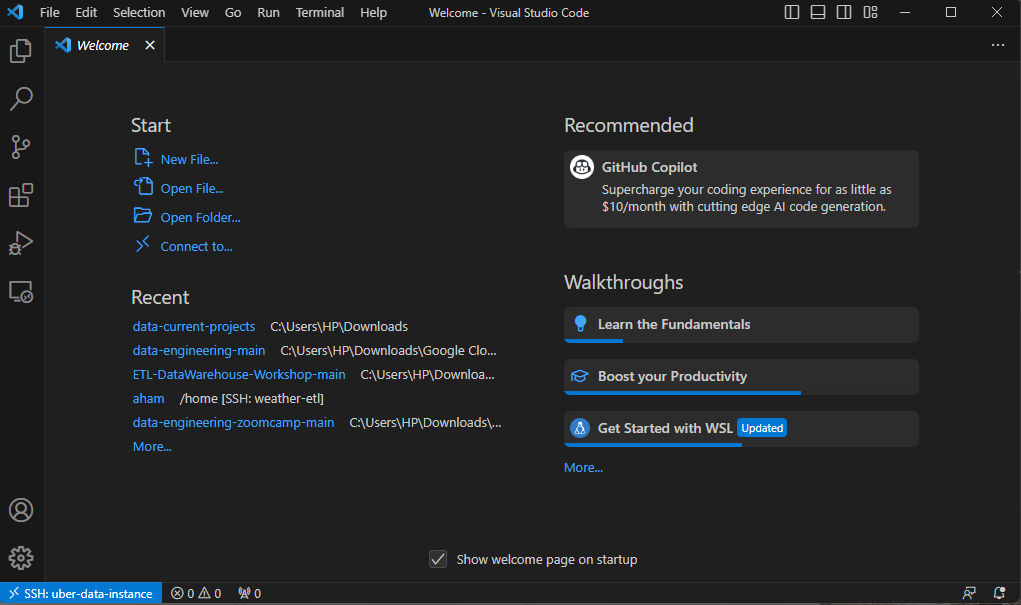 File Edit Selection View Go Run Terminal Help Welcome - Visual Studio Code
Welcome
Start
New File...
Open File...
Open Folder...
Connect to...
Recent
data-current-projects C:\Users\HP\Downloads
data-engineering-main C:\Users\HP\Downloads\Google Clo...
ETL-DataWarehouse-Workshop-main C:\Users\HP\Downloa...
aham /home [SSH: weather-etl]
data-engineering-zoomcamp-main C:\Users\HP\Downloads\...
More...
Recommended
GitHub Copilot
Supercharge your coding experience for as little as
$10/month with cutting edge AI code generation.
Walkthroughs
Learn the Fundamentals
Boost your Productivity
Get Started with WSL Updated
More...
Show welcome page on startup
SSH: uber-data-instance 0 0 0